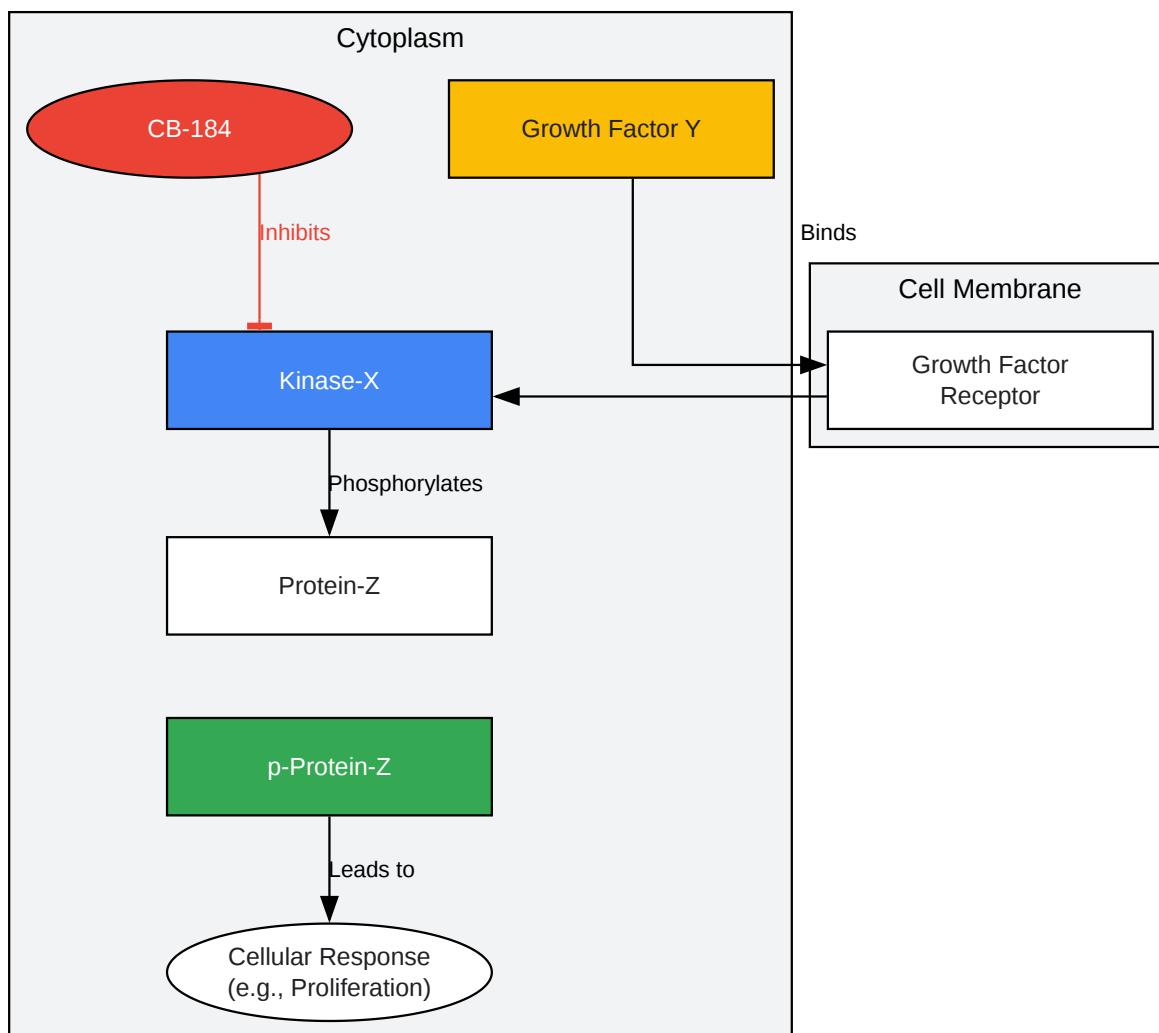 Cytoplasm
CB-184
Growth Factor Y
Inhibits
Binds
Cell Membrane
Kinase-X
Growth Factor
Receptor
Phosphorylates
Protein-Z
p-Protein-Z
Leads to
Cellular Response
(e.g., Proliferation)